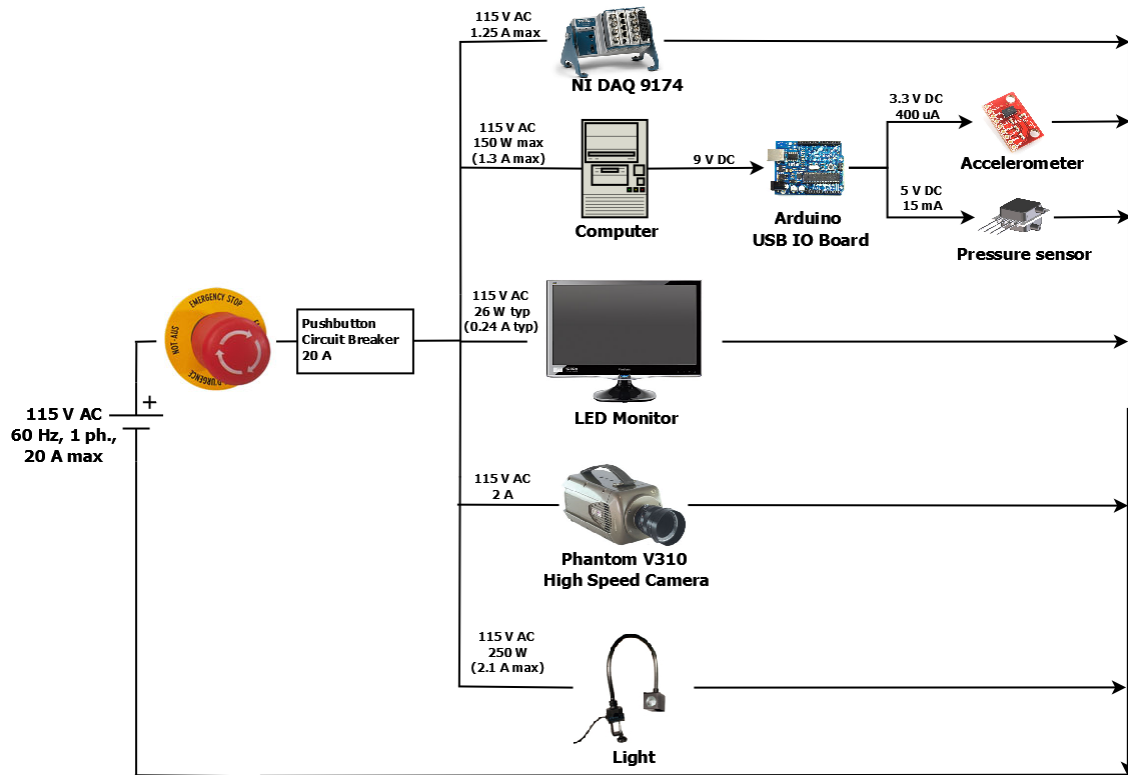 115 V AC
1.25 A max
NI DAQ 9174
115 V AC
150 W max
(1.3 A max)
Computer
9 V DC
Arduino
USB IO Board
3.3 V DC
400 uA
Accelerometer
5 V DC
15 mA
Pressure sensor
EMERGENCY STOP
NOT-AUS
D'URGENCE
Pushbutton
Circuit Breaker
20 A
115 V AC
26 W typ
(0.24 A typ)
LED Monitor
+
115 V AC
60 Hz, 1 ph.,
20 A max
115 V AC
2 A
Phantom V310
High Speed Camera
115 V AC
250 W
(2.1 A max)
Light